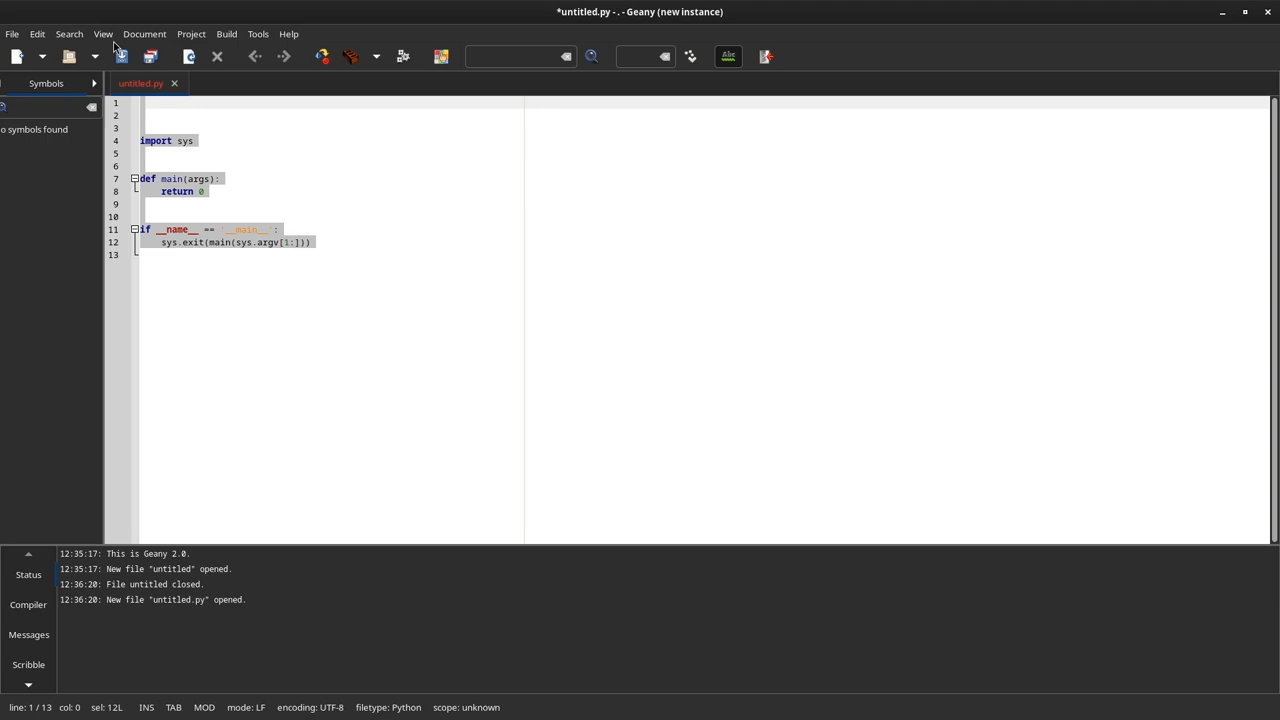 *untitled.py - . - Geany (new instance)
File Edit Search View Document Project Build Tools Help
Abc
Symbols
untitled.py
o symbols found
1
2
3
4 import sys
5
6
7 def main(args):
8 return 0
9
10
11 if __name__ == '__main__':
12 sys.exit(main(sys.argv[1:]))
13
Status
Compiler
Messages
Scribble
12:35:17: This is Geany 2.0.
12:35:17: New file "untitled" opened.
12:36:20: File untitled closed.
12:36:20: New file "untitled.py" opened.
line: 1 / 13 col: 0 sel: 12L INS TAB MOD mode: LF encoding: UTF-8 filetype: Python scope: unknown